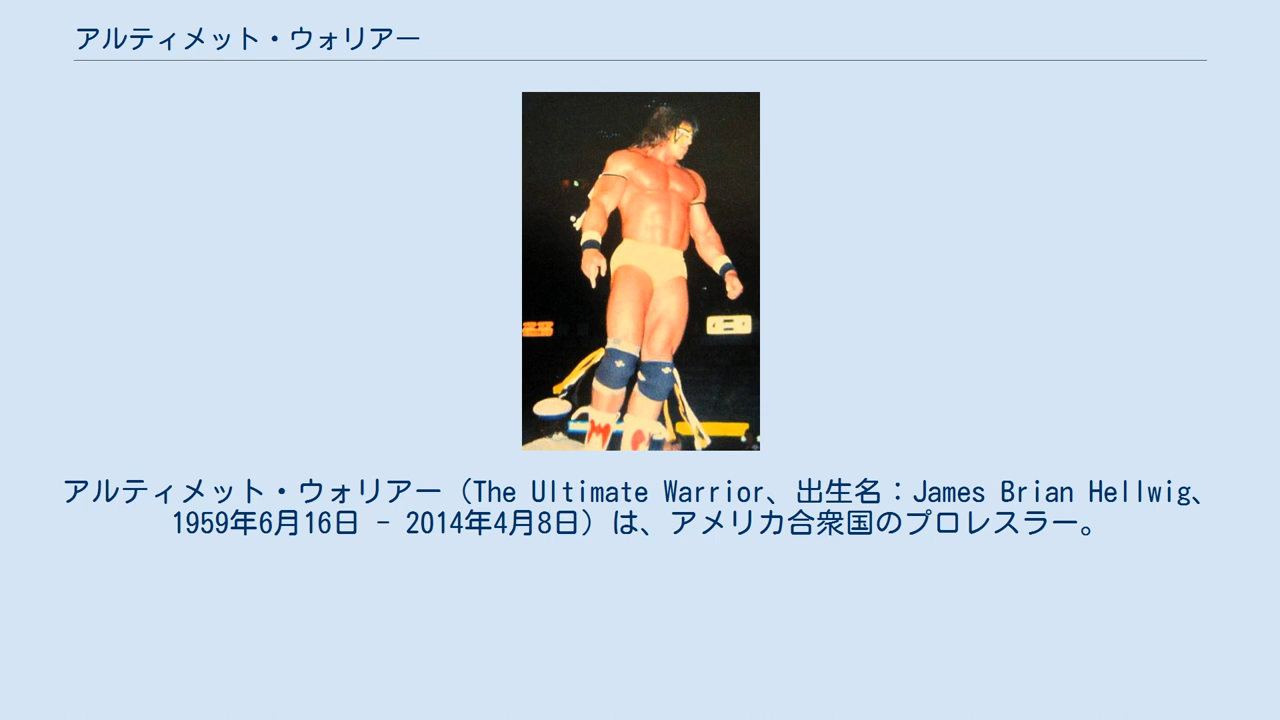 アルティメット・ウォリアー
アルティメット・ウォリアー（The Ultimate Warrior、出生名：James Brian Hellwig、
1959年6月16日 - 2014年4月8日）は、アメリカ合衆国のプロレスラー。